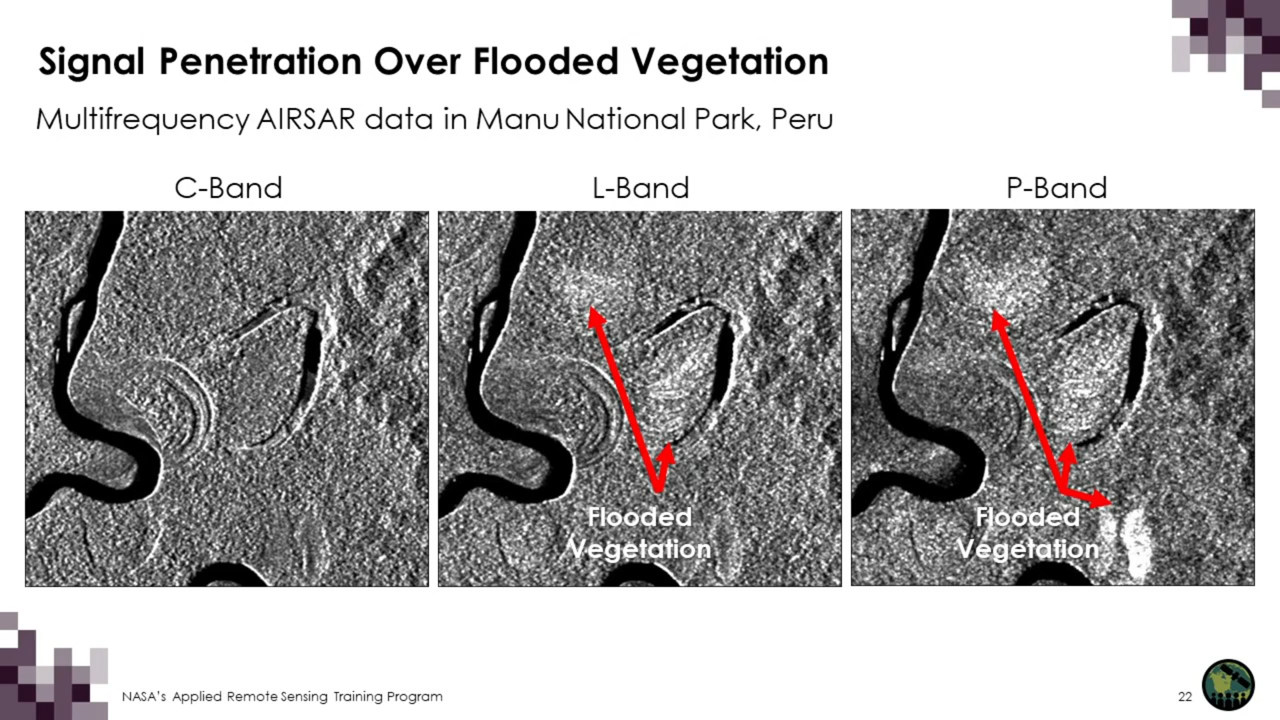 Signal Penetration Over Flooded Vegetation
Multifrequency AIRSAR data in Manu National Park, Peru
C-Band
L-Band
P-Band
Flooded
Vegetation
Flooded
Vegetation
NASA's Applied Remote Sensing Training Program
22